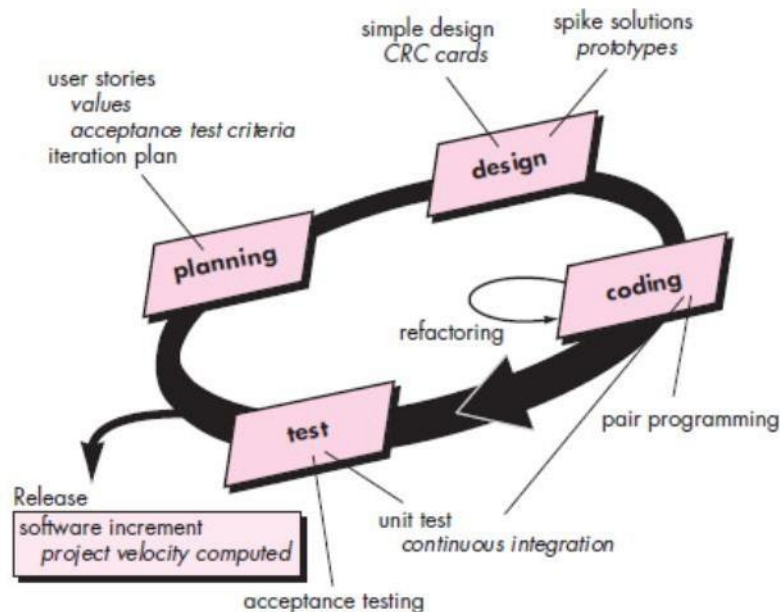 simple design
CRC cards
spike solutions
prototypes
user stories
values
acceptance test criteria
iteration plan
design
planning
coding
refactoring
test
pair programming
Release
software increment
project velocity computed
unit test
continuous integration
acceptance testing